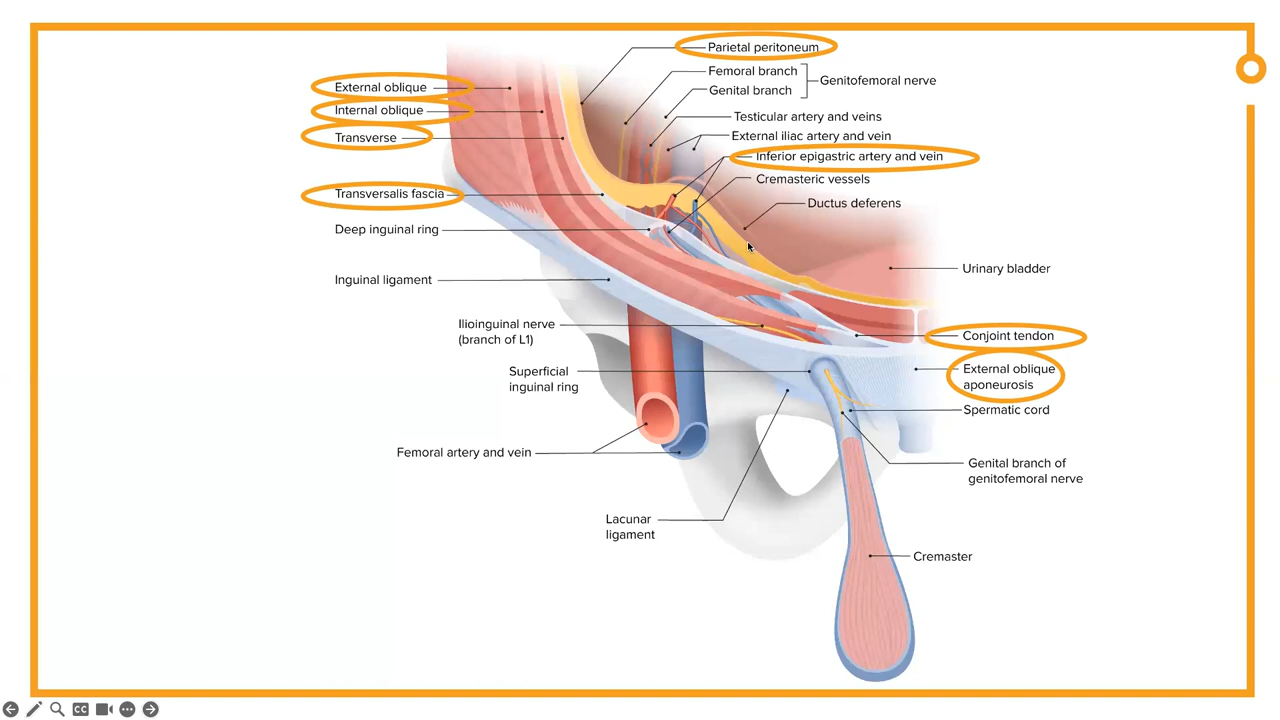 Parietal peritoneum
Femoral branch
Genital branch
Genitofemoral nerve
External oblique
Internal oblique
Transverse
Testicular artery and veins
External iliac artery and vein
Inferior epigastric artery and vein
Cremasteric vessels
Transversalis fascia
Ductus deferens
Deep inguinal ring
Urinary bladder
Inguinal ligament
Ilioinguinal nerve
(branch of L1)
Conjoint tendon
Superficial
inguinal ring
External oblique
aponeurosis
Spermatic cord
Femoral artery and vein
Genital branch of
genitofemoral nerve
Lacunar
ligament
Cremaster
CC